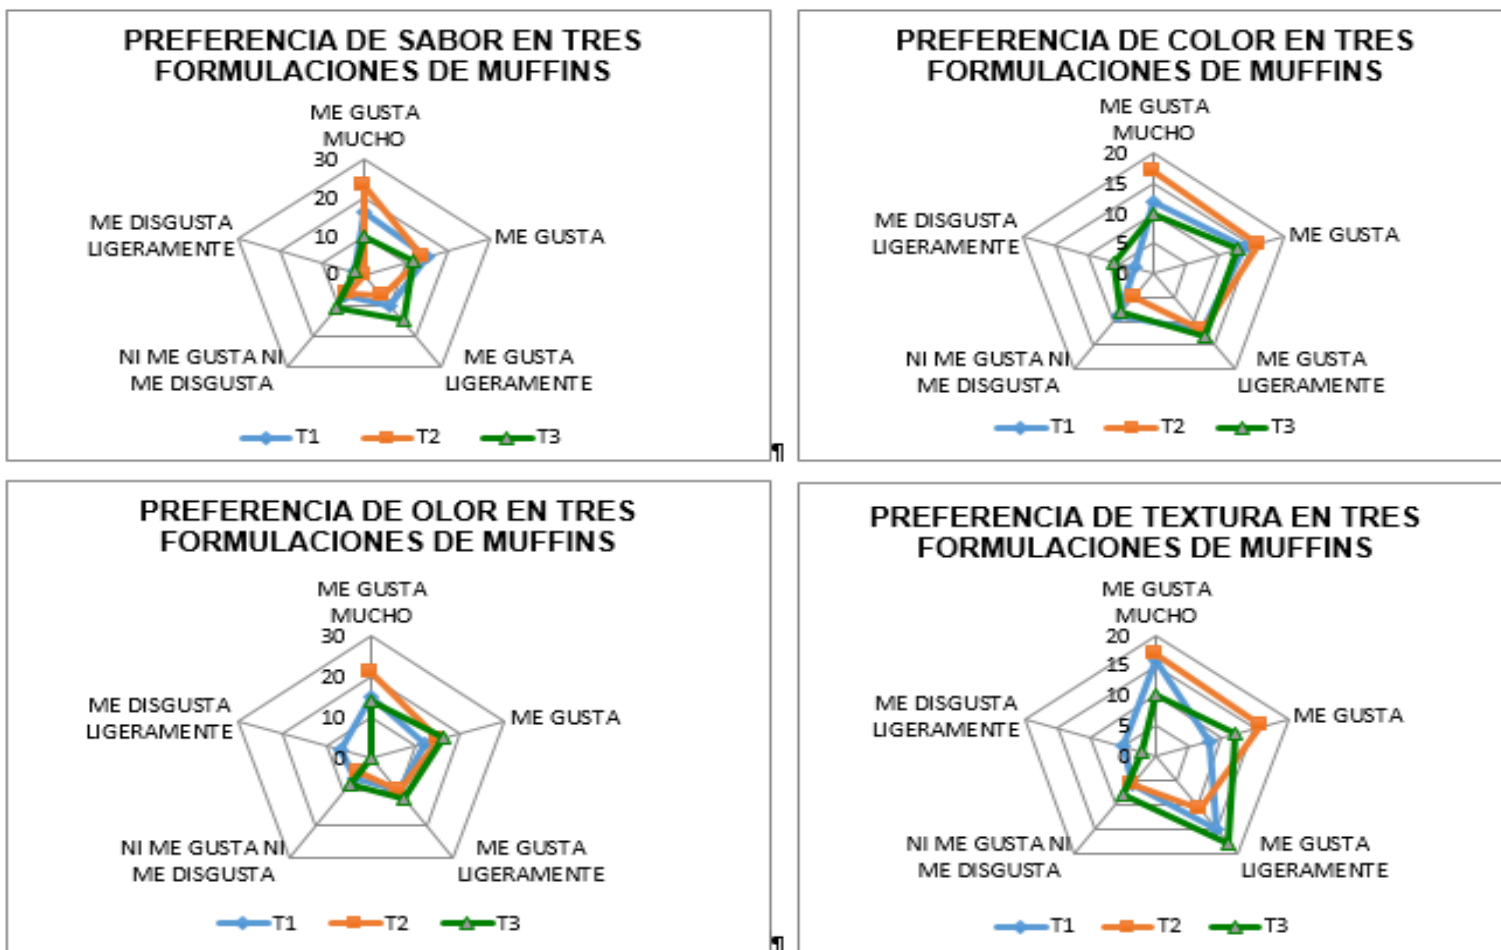 PREFERENCIA DE SABOR EN TRES
FORMULACIONES DE MUFFINS
ME GUSTA
MUCHO
30
20
10
0
ME DISGUSTA
LIGERAMENTE
ME GUSTA
NI ME GUSTA NI
ME DISGUSTA
ME GUSTA
LIGERAMENTE
T1 T2 T3
¶
PREFERENCIA DE COLOR EN TRES
FORMULACIONES DE MUFFINS
ME GUSTA
MUCHO
20
15
10
5
0
ME DISGUSTA
LIGERAMENTE
ME GUSTA
NI ME GUSTA NI
ME DISGUSTA
ME GUSTA
LIGERAMENTE
T1 T2 T3
PREFERENCIA DE OLOR EN TRES
FORMULACIONES DE MUFFINS
ME GUSTA
MUCHO
30
20
10
0
ME DISGUSTA
LIGERAMENTE
ME GUSTA
NI ME GUSTA NI
ME DISGUSTA
ME GUSTA
LIGERAMENTE
T1 T2 T3
¶
PREFERENCIA DE TEXTURA EN TRES
FORMULACIONES DE MUFFINS
ME GUSTA
MUCHO
20
15
10
5
0
ME DISGUSTA
LIGERAMENTE
ME GUSTA
NI ME GUSTA NI
ME DISGUSTA
ME GUSTA
LIGERAMENTE
T1 T2 T3